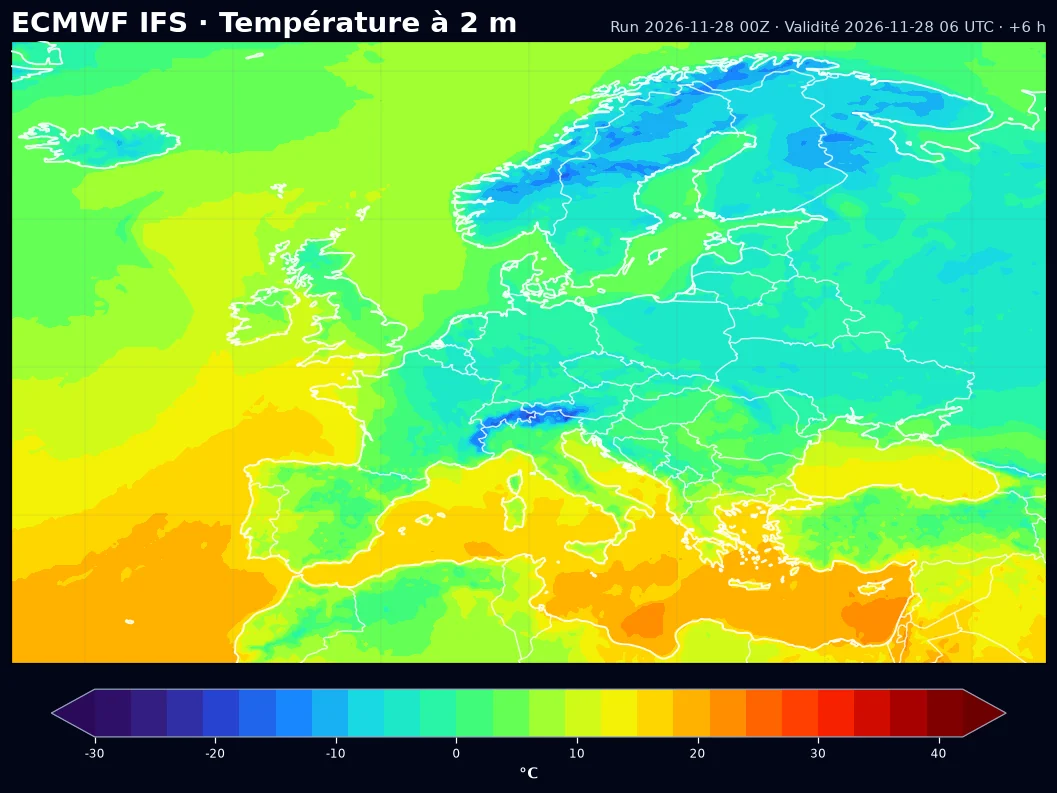 ECMWF IFS · Température à 2 m
Run 2026-11-28 00Z · Validité 2026-11-28 06 UTC · +6 h
-30 -20 -10 0 10 20 30 40
°C